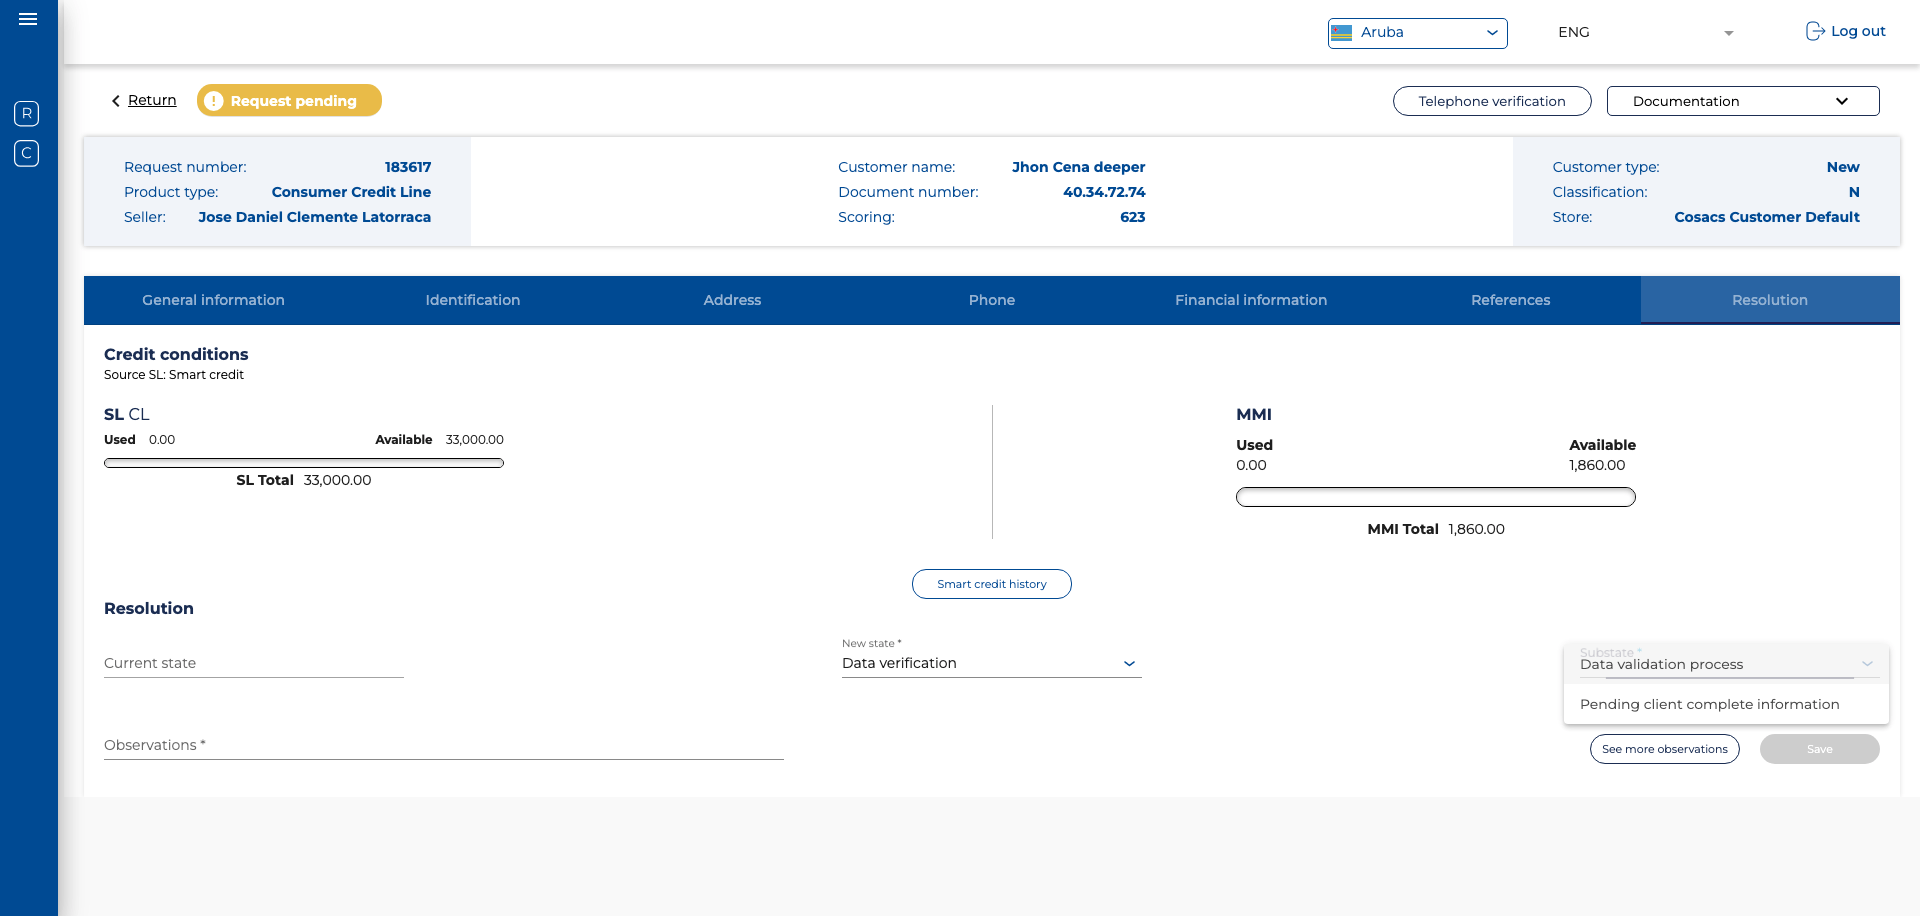 Aruba
ENG
Log out
R
C
Return
Request pending
Telephone verification
Documentation
Request number: 183617
Product type: Consumer Credit Line
Seller: Jose Daniel Clemente Latorraca
Customer name: Jhon Cena deeper
Document number: 40.34.72.74
Scoring: 623
Customer type: New
Classification: N
Store: Cosacs Customer Default
General information
Identification
Address
Phone
Financial information
References
Resolution
Credit conditions
Source SL: Smart credit
SL CL
Used 0.00 Available 33,000.00
SL Total 33,000.00
MMI
Used Available
0.00 1,860.00
MMI Total 1,860.00
Smart credit history
Resolution
Current state
New state *
Data verification
Substate *
Data validation process
Pending client complete information
Observations *
See more observations
Save